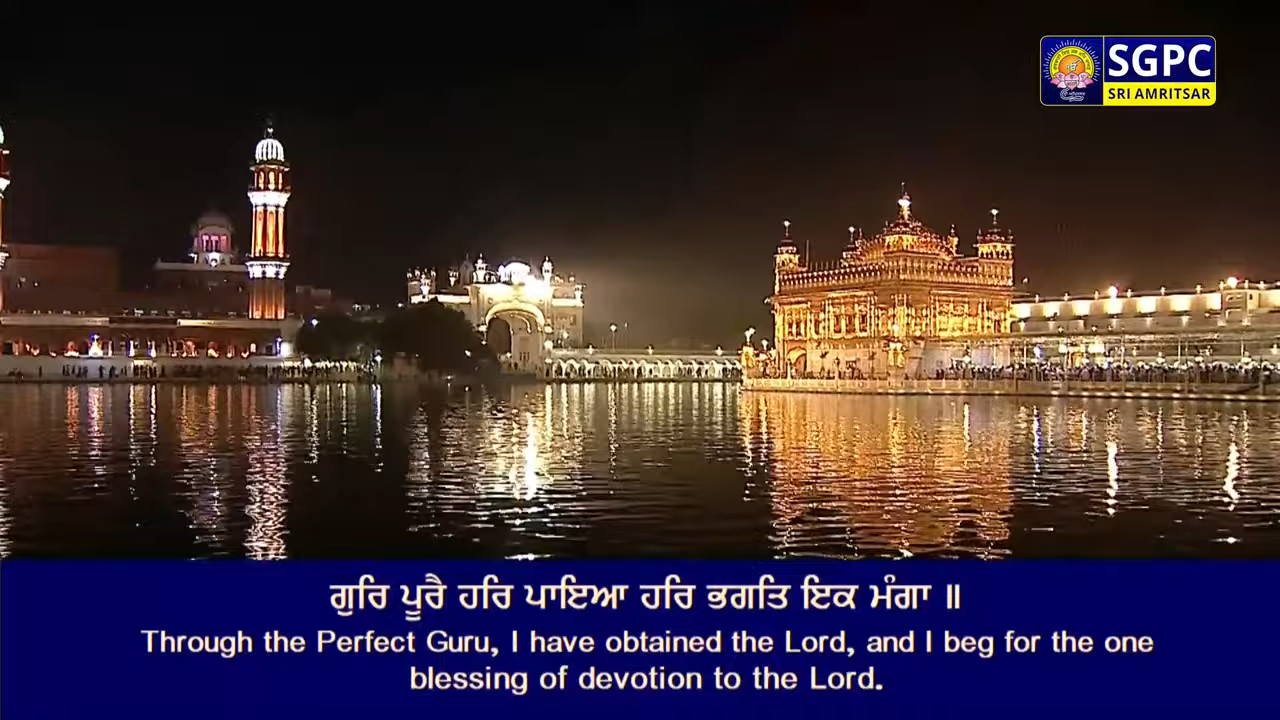 SGPC
SRI AMRITSAR
ਗੁਰਿ ਪੂਰੈ ਹਰਿ ਪਾਇਆ ਹਰਿ ਭਗਤਿ ਇਕ ਮੰਗਾ ॥
Through the Perfect Guru, I have obtained the Lord, and I beg for the one
blessing of devotion to the Lord.